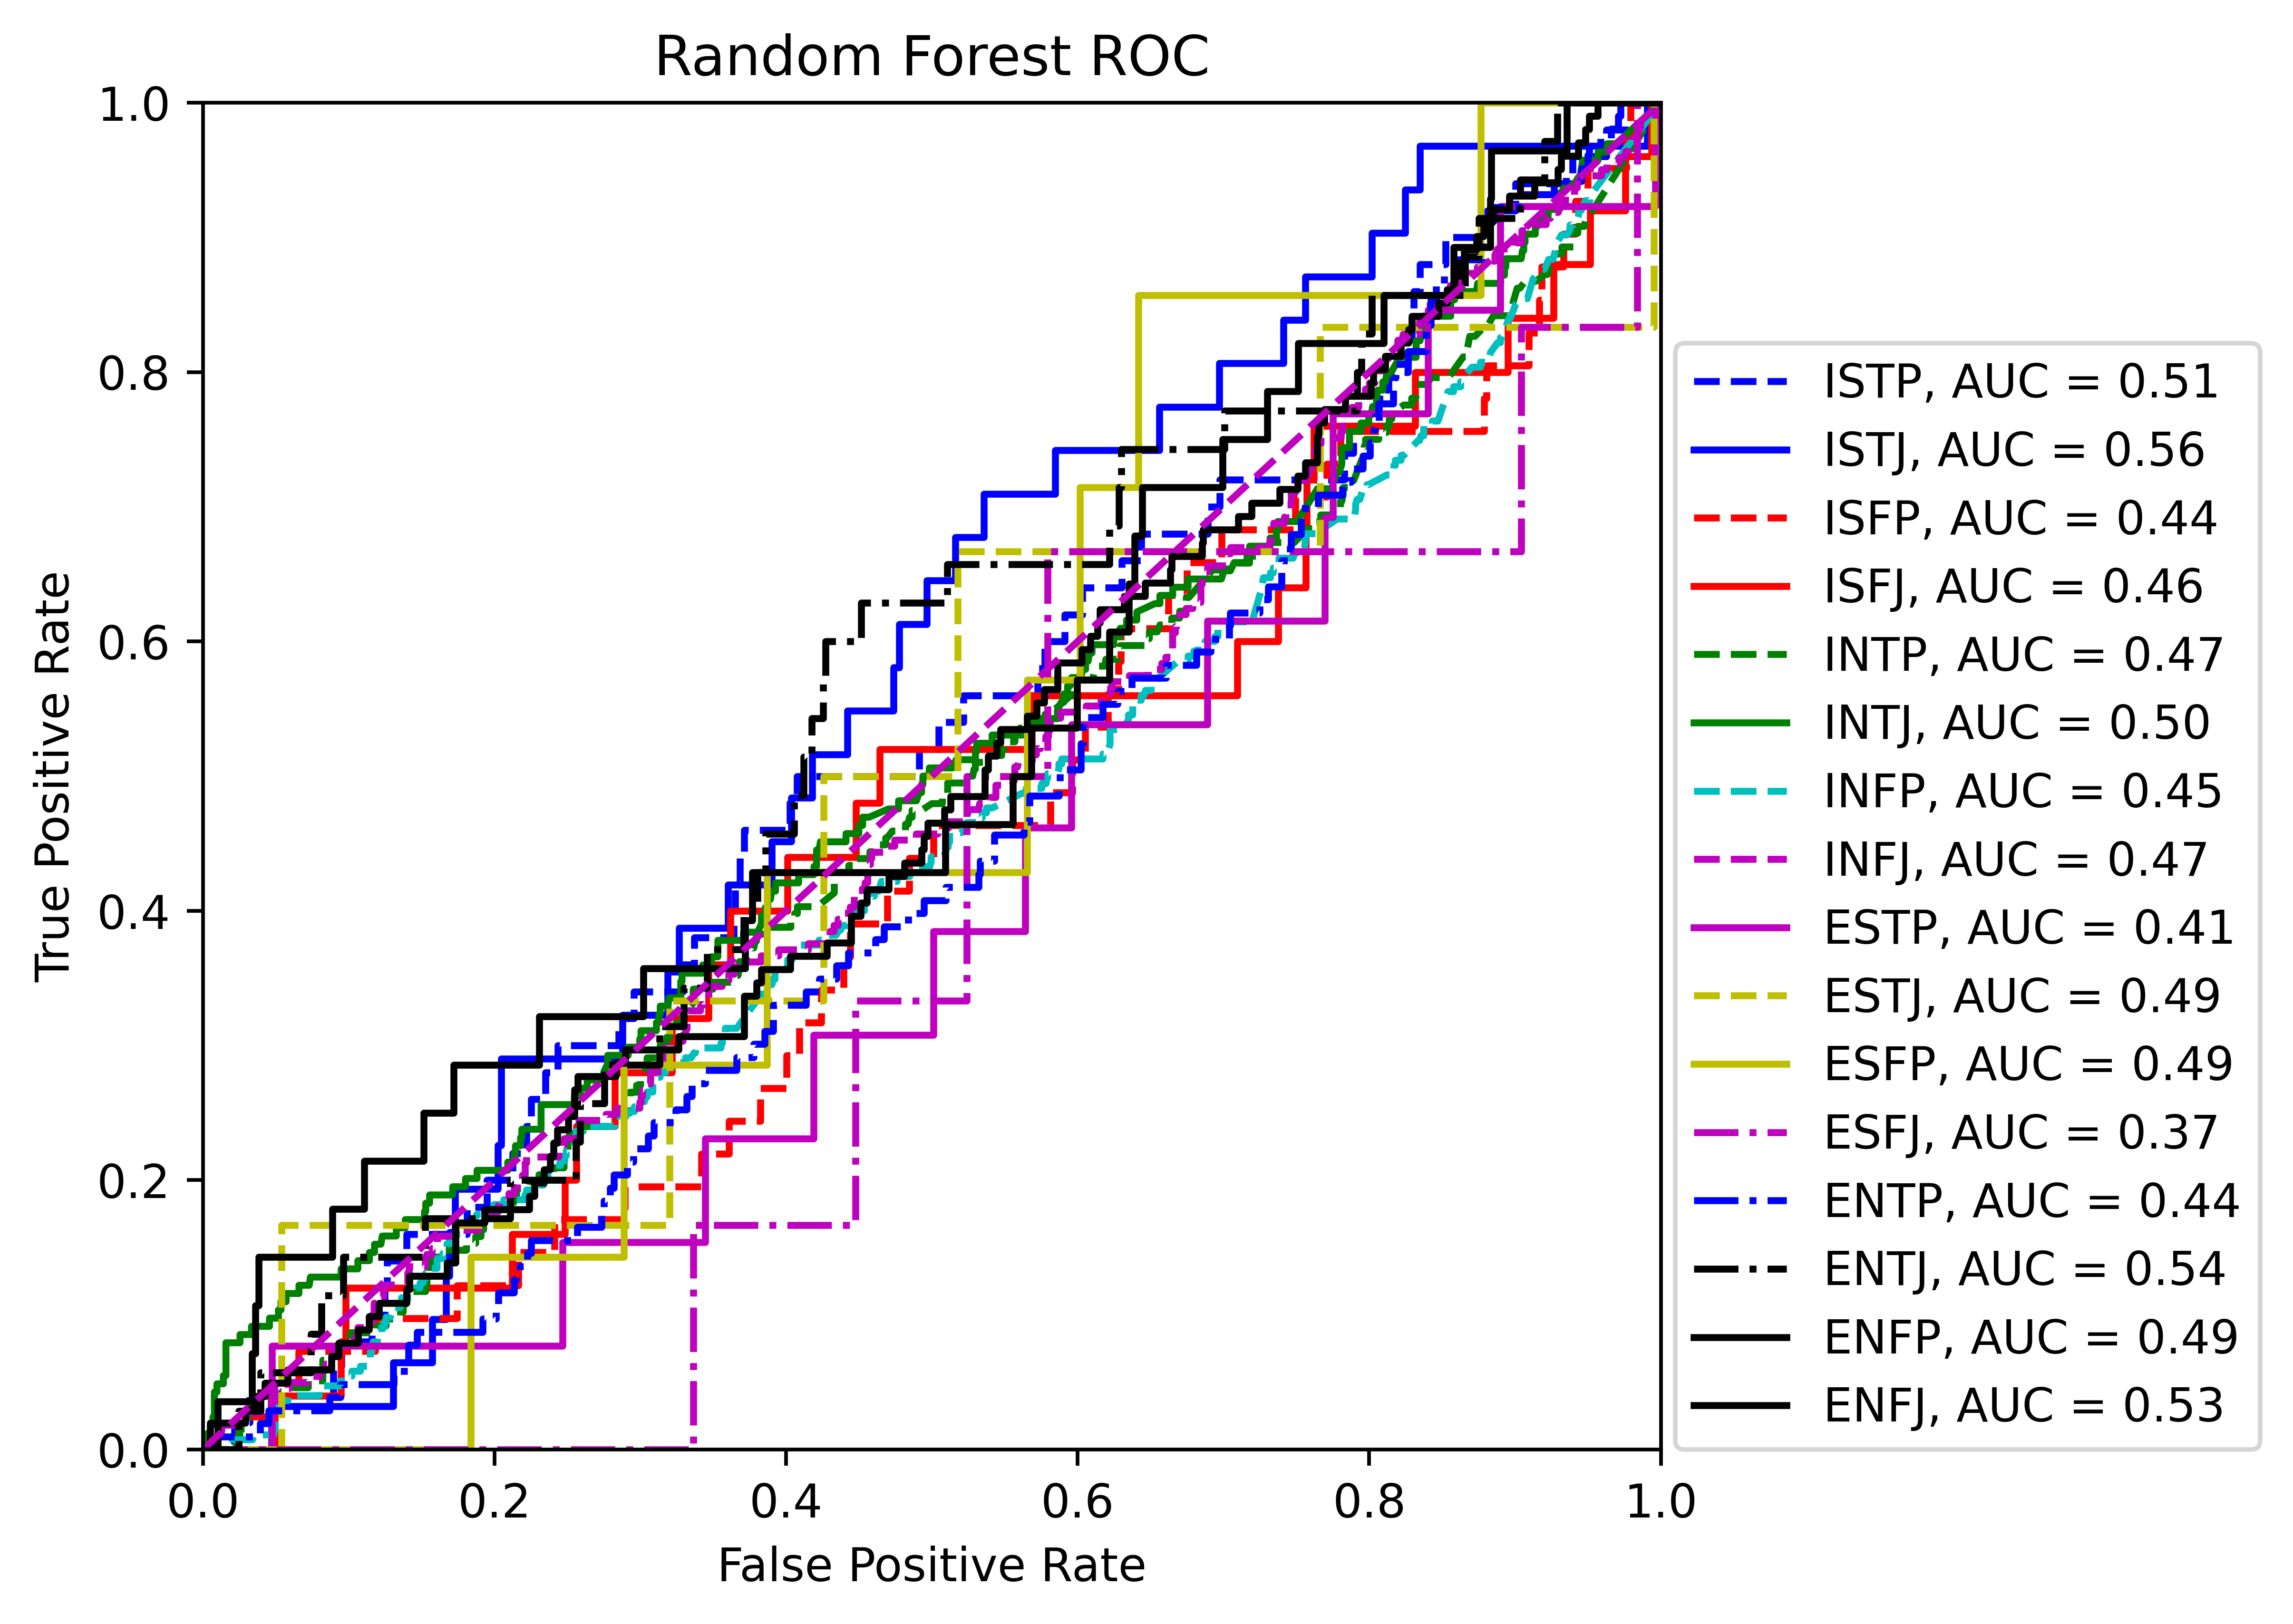 Random Forest ROC
1.0
0.8
0.6
0.4
0.2
0.0
True Positive Rate
0.0 0.2 0.4 0.6 0.8 1.0
False Positive Rate
ISTP, AUC = 0.51
ISTJ, AUC = 0.56
ISFP, AUC = 0.44
ISFJ, AUC = 0.46
INTP, AUC = 0.47
INTJ, AUC = 0.50
INFP, AUC = 0.45
INFJ, AUC = 0.47
ESTP, AUC = 0.41
ESTJ, AUC = 0.49
ESFP, AUC = 0.49
ESFJ, AUC = 0.37
ENTP, AUC = 0.44
ENTJ, AUC = 0.54
ENFP, AUC = 0.49
ENFJ, AUC = 0.53